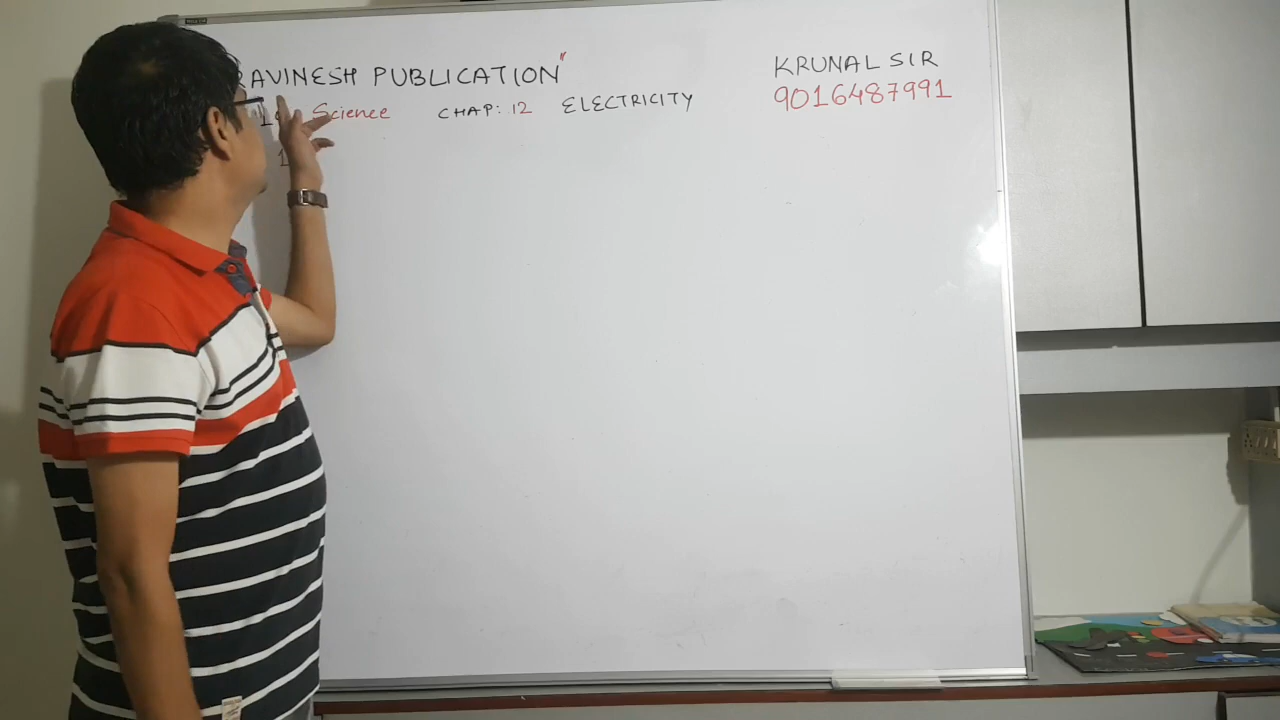 RAVINESH PUBLICATION"
KRUNAL SIR
Science CHAP: 12 ELECTRICITY
9016487991